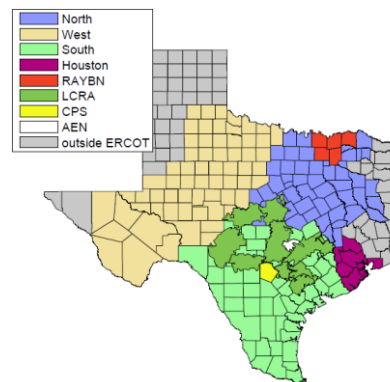 North
West
South
Houston
RAYBN
LCRA
CPS
AEN
outside ERCOT